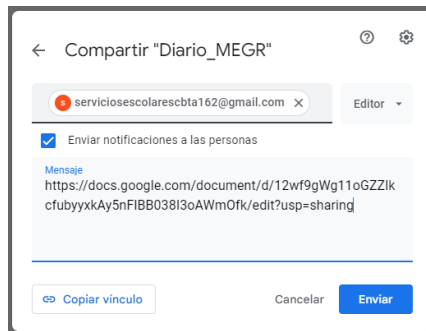 Compartir "Diario_MEGR"
s serviciosescolarescbta162@gmail.com
Editor
Enviar notificaciones a las personas
Mensaje
https://docs.google.com/document/d/12wf9gWg11oGZZIk
cfubyyxkAy5nFIBB038I3oAWmOfk/edit?usp=sharing
Copiar vínculo
Cancelar
Enviar